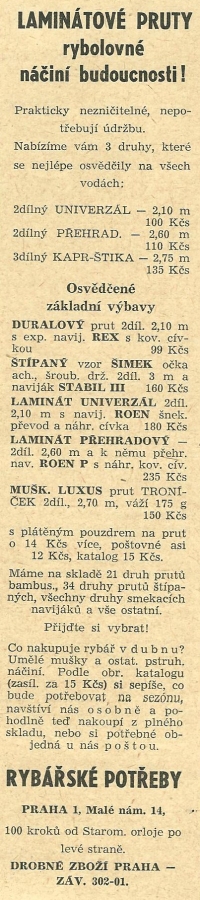 LAMINÁTOVÉ PRUTY
rybolovné
náčiní budoucnosti!
Prakticky nezničitelné, nepo-
třebují údržbu.
Nabízíme vám 3 druhy, které
se nejlépe osvědčily na všech
vodách:
2dílný UNIVERZÁL — 2,10 m
100 Kčs
2dílný PŘEHRAD. — 2,60 m
110 Kčs
3dílný KAPR-ŠTIKA — 2,75 m
135 Kčs
Osvědčené
základní výbavy
DURALOVÝ prut 2díl. 2,10 m
s exp. navij. REX s kov. cív-
kou 99 Kčs
ŠTÍPANÝ vzor ŠIMEK očka
ach., šroub. drž. 2díl. 3 m a
naviják STABIL III 160 Kčs
LAMINÁT UNIVERZÁL 2díl.
2,10 m s navij. ROEN šnek.
převod a náhr. cívka 180 Kčs
LAMINÁT PŘEHRADOVÝ —
2díl. 2,60 m a k němu přehr.
nav. ROEN P s náhr. kov. cív.
235 Kčs
MUŠK. LUXUS prut TRONÍ-
ČEK 2díl., 2,70 m, váží 175 g
150 Kčs
s plátěným pouzdrem na prut
o 14 Kčs více, poštovné asi
12 Kčs, katalog 15 Kčs.
Máme na skladě 21 druh prutů
bambus., 34 druhy prutů štípa-
ných, všechny druhy smekacích
navijáků a vše ostatní.
Přijďte si vybrat!
Co nakupuje rybář v dubnu?
Umělé mušky a ostat. pstruh.
náčiní. Podle obr. katalogu
(zasíl. za 15 Kčs) si sepíše, co
bude potřebovat na sezónu,
navštíví nás osobně a po-
hodlně teď nakoupí z plného
skladu, nebo si potřebné ob-
jedná u nás poštou.
RYBÁŘSKÉ POTŘEBY
PRAHA 1, Malé nám. 14,
100 kroků od Starom. orloje po
levé straně.
DROBNÉ ZBOŽÍ PRAHA —
ZÁV. 302-01.